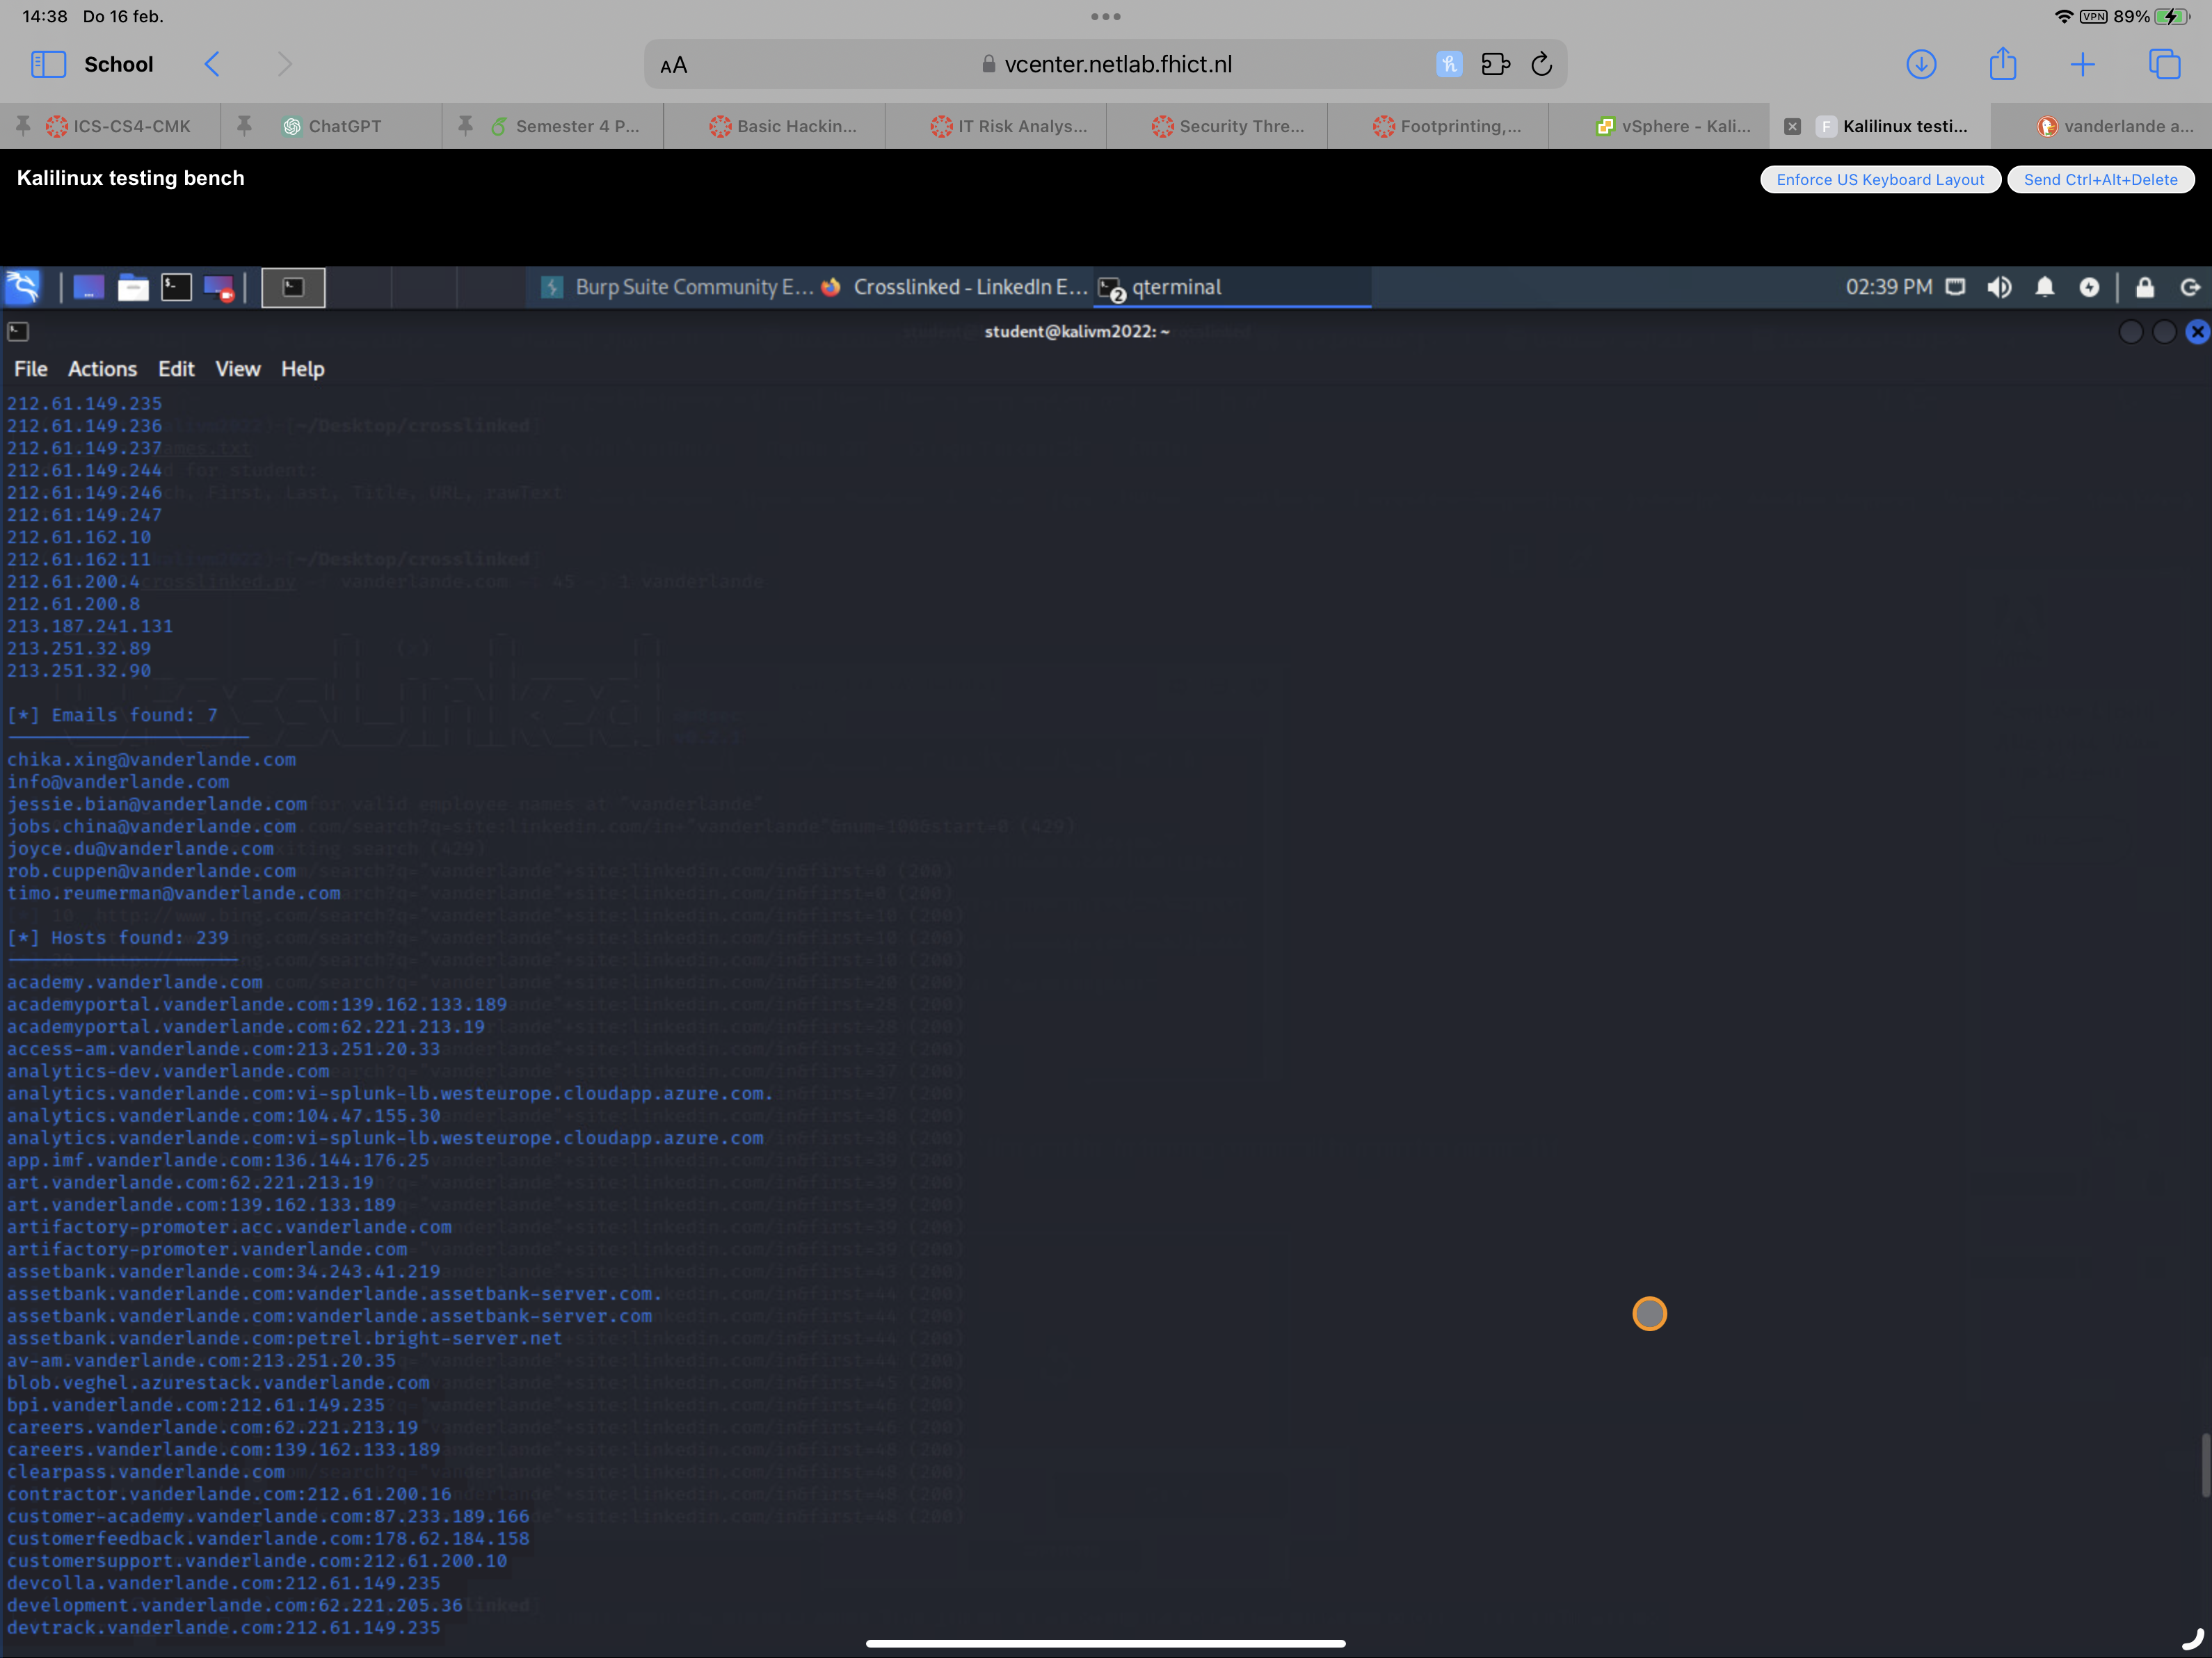 14:38 Do 16 feb.
VPN 89%
School
AA vcenter.netlab.fhict.nl
ICS-CS4-CMK
ChatGPT
Semester 4 P...
Basic Hackin...
IT Risk Analys...
Security Thre...
Footprinting,...
vSphere - Kali...
Kalilinux testi...
vanderlande a...
Kalilinux testing bench
Enforce US Keyboard Layout
Send Ctrl+Alt+Delete
Burp Suite Community E...
Crosslinked - LinkedIn E...
2 qterminal
02:39 PM
student@kalivm2022: ~
File Actions Edit View Help
212.61.149.235
212.61.149.236
212.61.149.237
212.61.149.244
212.61.149.246
212.61.149.247
212.61.162.10
212.61.162.11
212.61.200.4
212.61.200.8
213.187.241.131
213.251.32.89
213.251.32.90
[*] Emails found: 7
chika.xing@vanderlande.com
info@vanderlande.com
jessie.bian@vanderlande.com
jobs.china@vanderlande.com
joyce.du@vanderlande.com
rob.cuppen@vanderlande.com
timo.reumerman@vanderlande.com
[*] Hosts found: 239
academy.vanderlande.com
academyportal.vanderlande.com:139.162.133.189
academyportal.vanderlande.com:62.221.213.19
access-am.vanderlande.com:213.251.20.33
analytics-dev.vanderlande.com
analytics.vanderlande.com:vi-splunk-lb.westeurope.cloudapp.azure.com.
analytics.vanderlande.com:104.47.155.30
analytics.vanderlande.com:vi-splunk-lb.westeurope.cloudapp.azure.com
app.imf.vanderlande.com:136.144.176.25
art.vanderlande.com:62.221.213.19
art.vanderlande.com:139.162.133.189
artifactory-promoter.acc.vanderlande.com
artifactory-promoter.vanderlande.com
assetbank.vanderlande.com:34.243.41.219
assetbank.vanderlande.com:vanderlande.assetbank-server.com.
assetbank.vanderlande.com:vanderlande.assetbank-server.com
assetbank.vanderlande.com:petrel.bright-server.net
av-am.vanderlande.com:213.251.20.35
blob.veghel.azurestack.vanderlande.com
bpi.vanderlande.com:212.61.149.235
careers.vanderlande.com:62.221.213.19
careers.vanderlande.com:139.162.133.189
clearpass.vanderlande.com
contractor.vanderlande.com:212.61.200.16
customer-academy.vanderlande.com:87.233.189.166
customerfeedback.vanderlande.com:178.62.184.158
customersupport.vanderlande.com:212.61.200.10
devcolla.vanderlande.com:212.61.149.235
development.vanderlande.com:62.221.205.36
devtrack.vanderlande.com:212.61.149.235